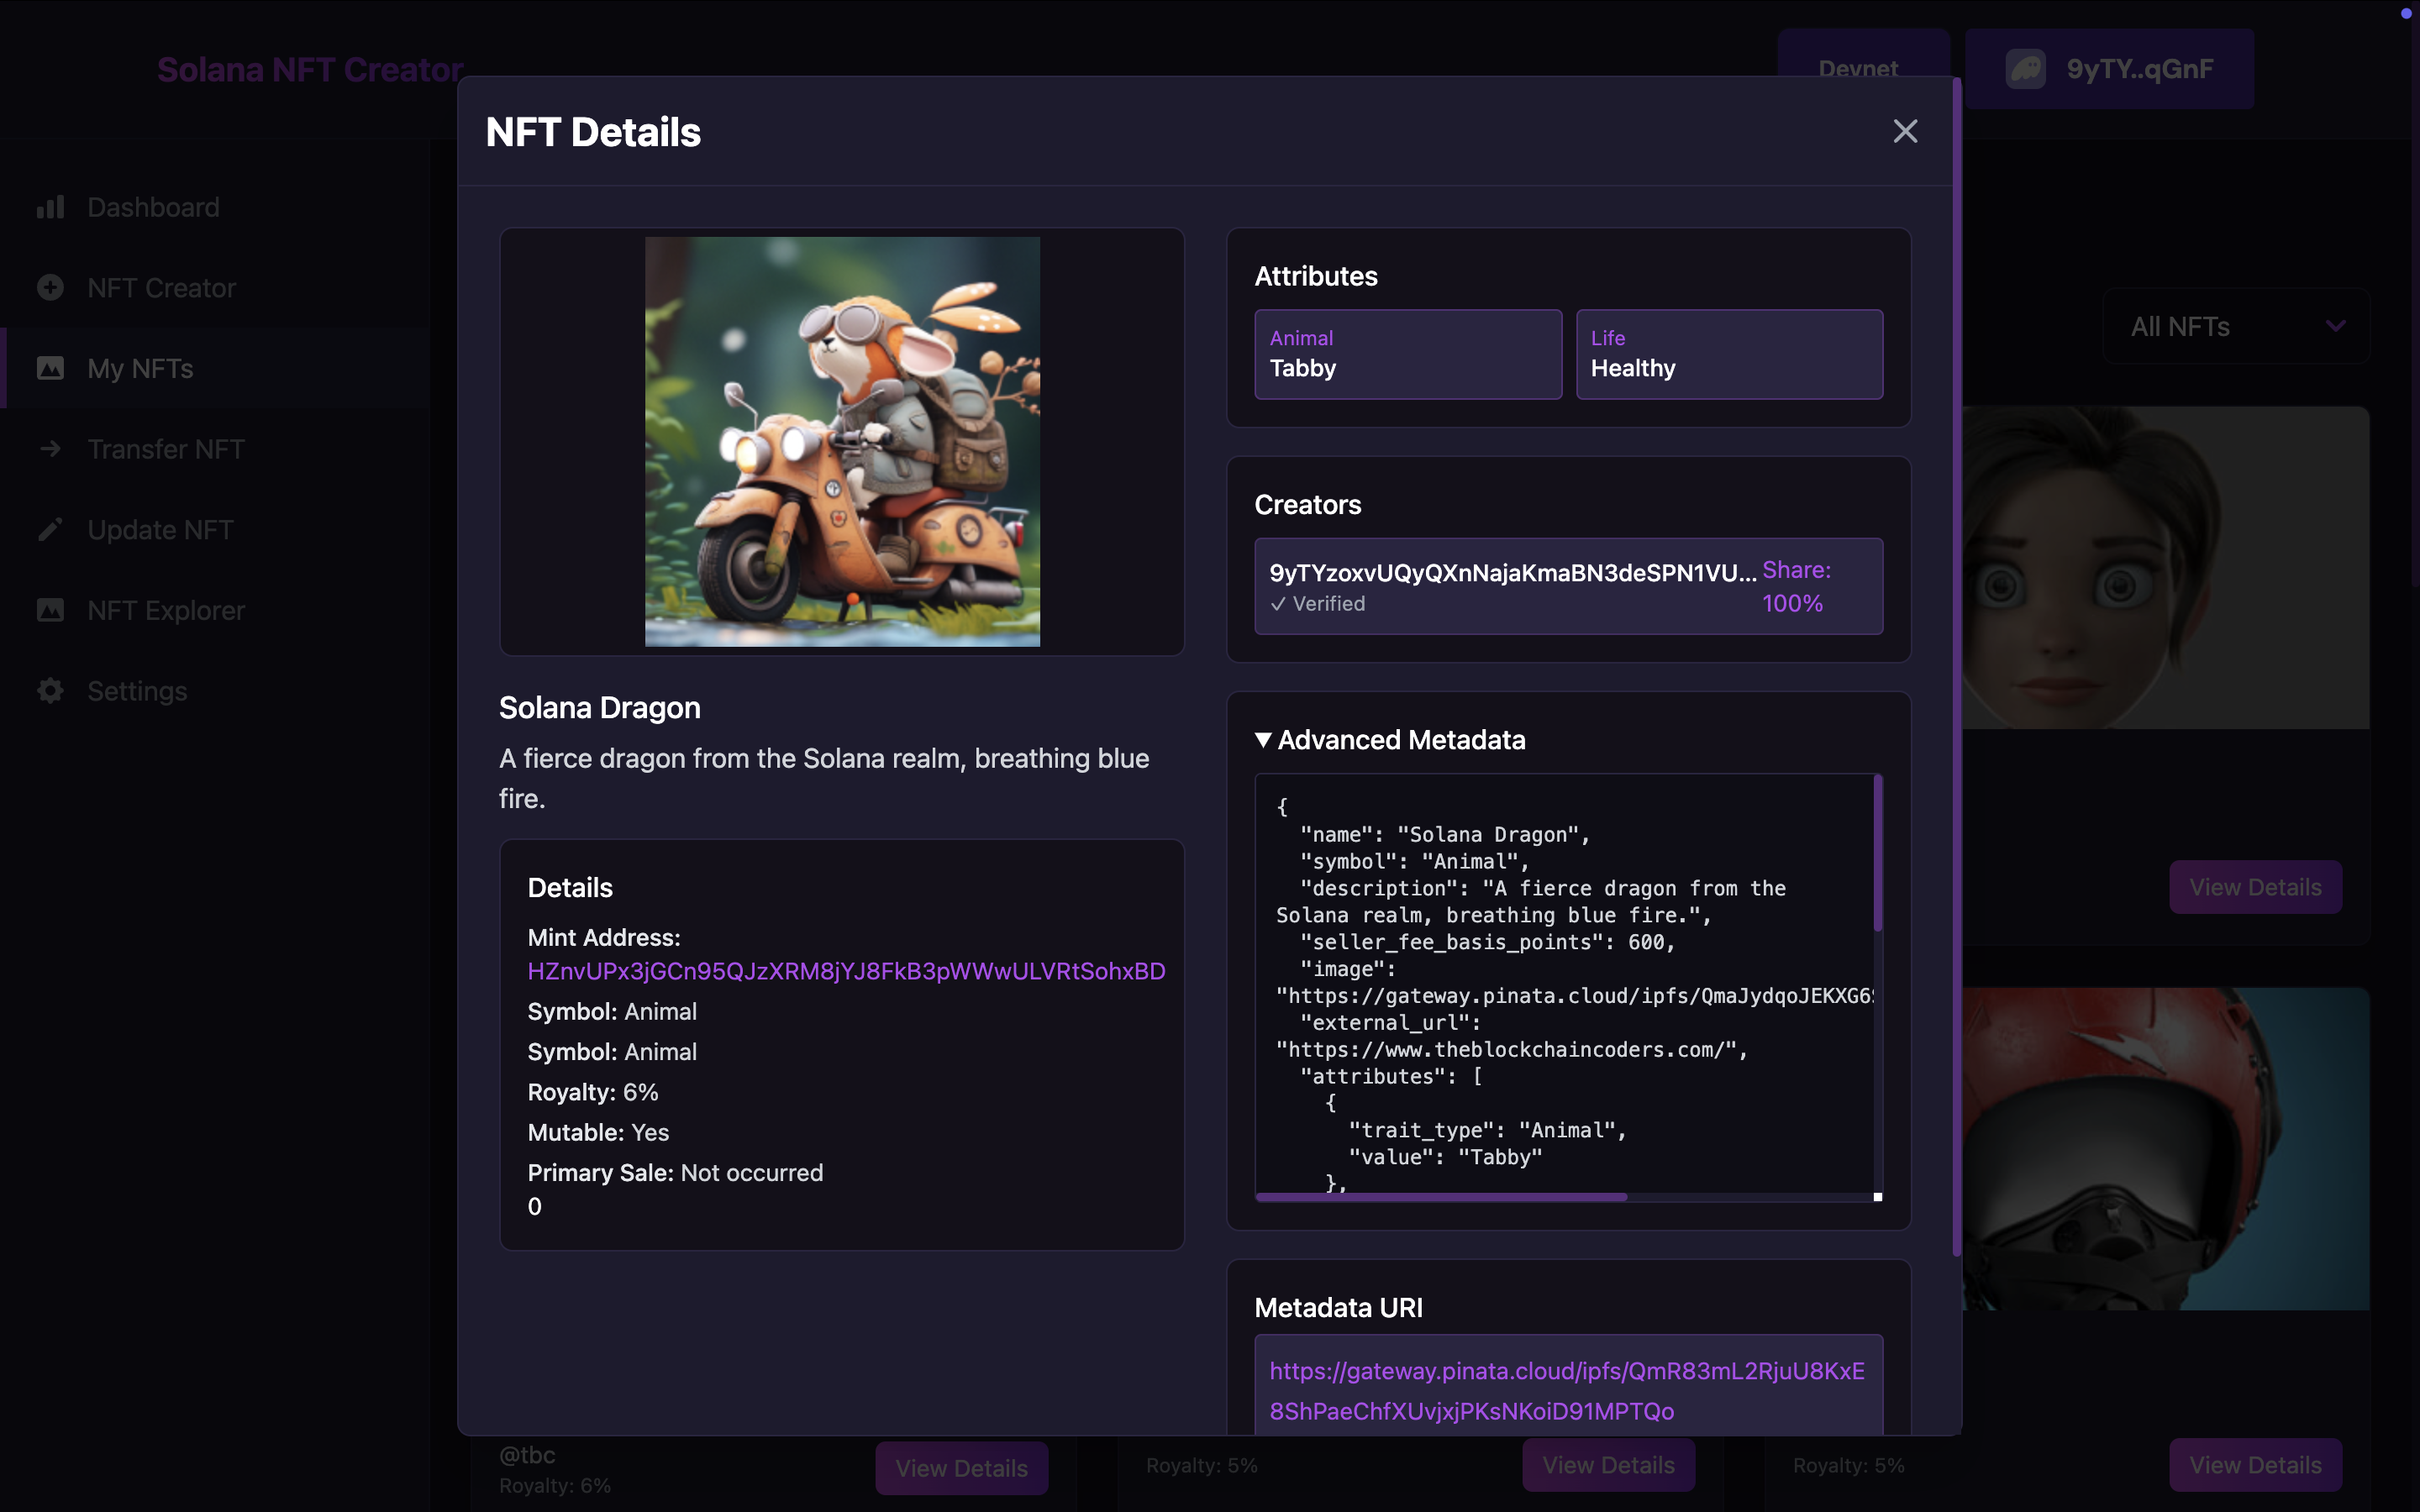 Solana NFT Creator
Devnet
9yTY..qGnF
Dashboard
NFT Creator
My NFTs
Transfer NFT
Update NFT
NFT Explorer
Settings
All NFTs
NFT Details
Solana Dragon
A fierce dragon from the Solana realm, breathing blue
fire.
Details
Mint Address:
HZnvUPx3jGCn95QJzXRM8jYJ8FkB3pWWwULVRtSohxBD
Symbol: Animal
Symbol: Animal
Royalty: 6%
Mutable: Yes
Primary Sale: Not occurred
0
Attributes
Animal
Tabby
Life
Healthy
Creators
9yTYzoxvUQyQXnNajaKmaBN3deSPN1VU...
✓ Verified
Share:
100%
▼ Advanced Metadata
{
"name": "Solana Dragon",
"symbol": "Animal",
"description": "A fierce dragon from the
Solana realm, breathing blue fire.",
"seller_fee_basis_points": 600,
"image":
"https://gateway.pinata.cloud/ipfs/QmaJydqoJEKXG6
"external_url":
"https://www.theblockchaincoders.com/",
"attributes": [
{
"trait_type": "Animal",
"value": "Tabby"
},
Metadata URI
https://gateway.pinata.cloud/ipfs/QmR83mL2RjuU8KxE
8ShPaeChfXUvjxjPKsNKoiD91MPTQo
View Details
@tbc
Royalty: 6%
View Details
Royalty: 5%
View Details
Royalty: 5%
View Details